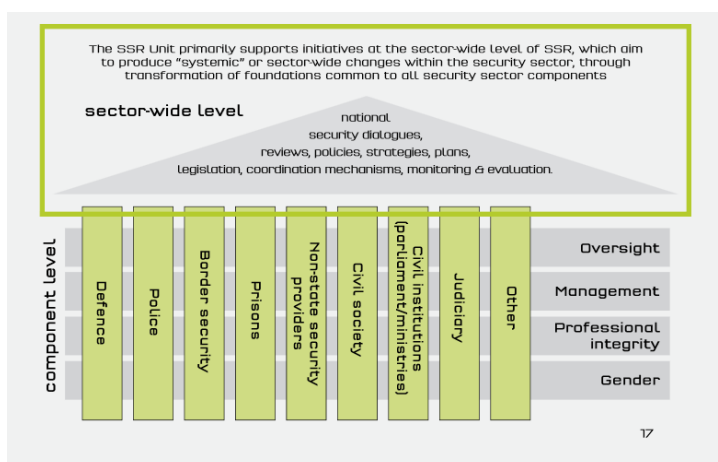 The SSR Unit primarily supports initiatives at the sector-wide level of SSR, which aim
to produce "systemic" or sector-wide changes within the security sector, through
transformation of foundations common to all security sector components
sector-wide level
national
security dialogues,
reviews, policies, strategies, plans,
legislation, coordination mechanisms, monitoring & evaluation.
component level
Defence
Police
Border security
Prisons
Non-state security
providers
Civil society
Civil institutions
(parliament/ministries)
Judiciary
Other
Oversight
Management
Professional
integrity
Gender
17